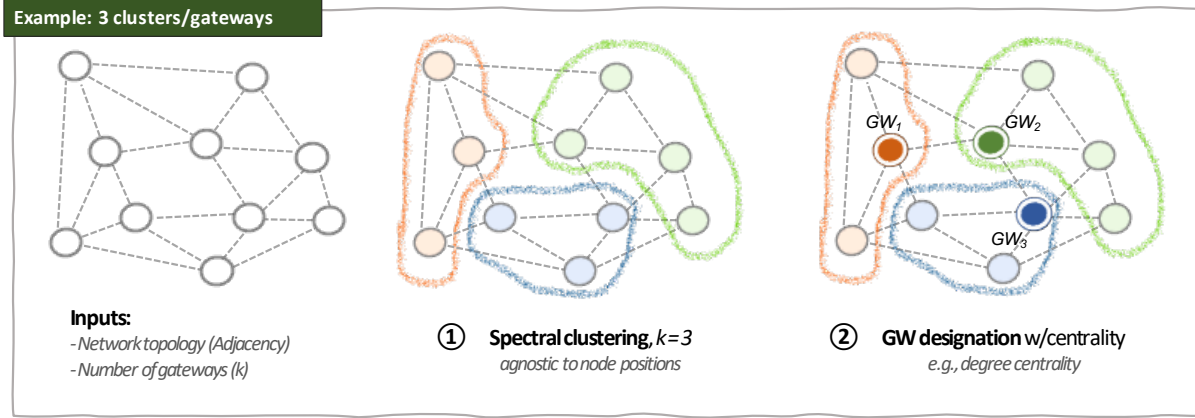 Example: 3 clusters/gateways
Inputs:
- Network topology (Adjacency)
- Number of gateways (k)
① Spectral clustering, k = 3
agnostic to node positions
GW₁
GW₂
GW₃
② GW designation w/centrality
e.g., degree centrality